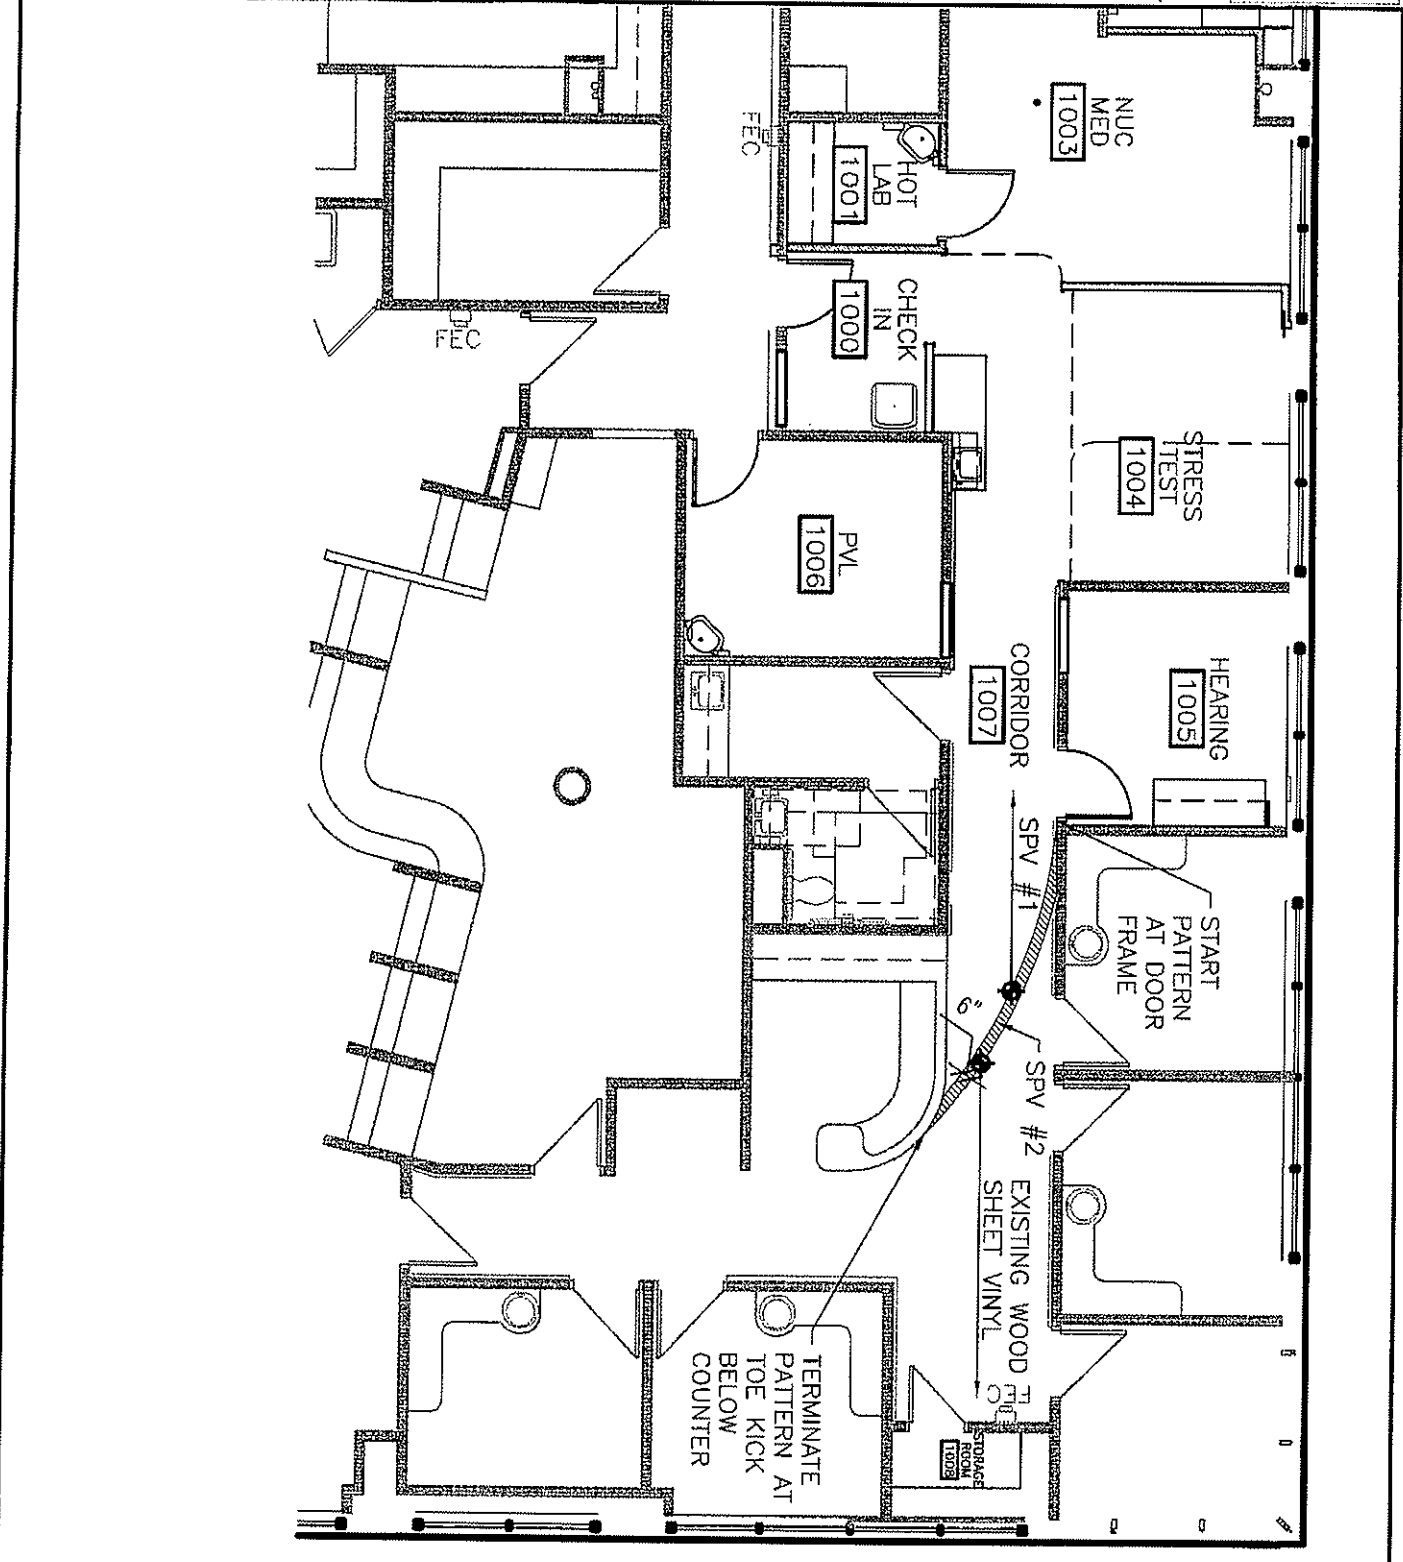 NUC
MED
1003
FEC
HOT
LAB
1001
CHECK
IN
1000
FEC
STRESS
TEST
1004
PVL
1006
HEARING
1005
CORRIDOR
1007
SPV #1
START
PATTERN
AT DOOR
FRAME
6"
SPV #2
EXISTING WOOD
SHEET VINYL
FEC
TERMINATE
PATTERN AT
TOE KICK
BELOW
COUNTER
STORAGE
ROOM
1008